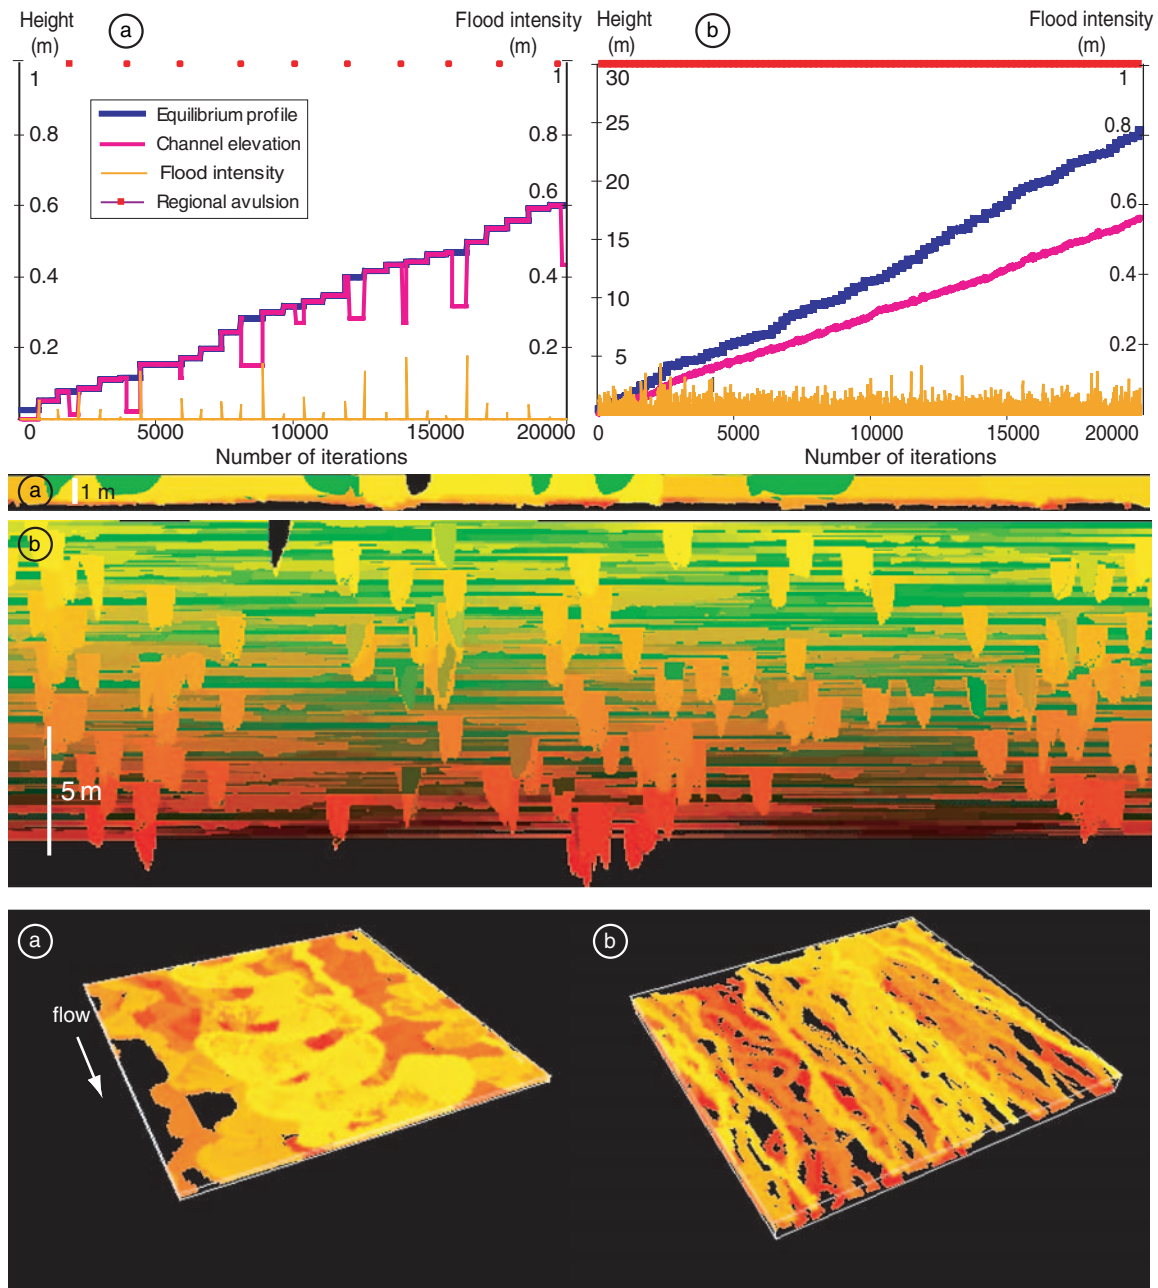 Height
(m)
a
Flood intensity
(m)
1
1
Equilibrium profile
Channel elevation
Flood intensity
Regional avulsion
0.8
0.8
0.6
0.6
0.4
0.4
0.2
0.2
0
5000
10000
15000
20000
Number of iterations
Height
(m)
b
Flood intensity
(m)
30
1
25
0.8
20
0.6
15
0.4
10
0.2
5
0
5000
10000
15000
20000
Number of iterations
a
1 m
b
5 m
a
flow
b